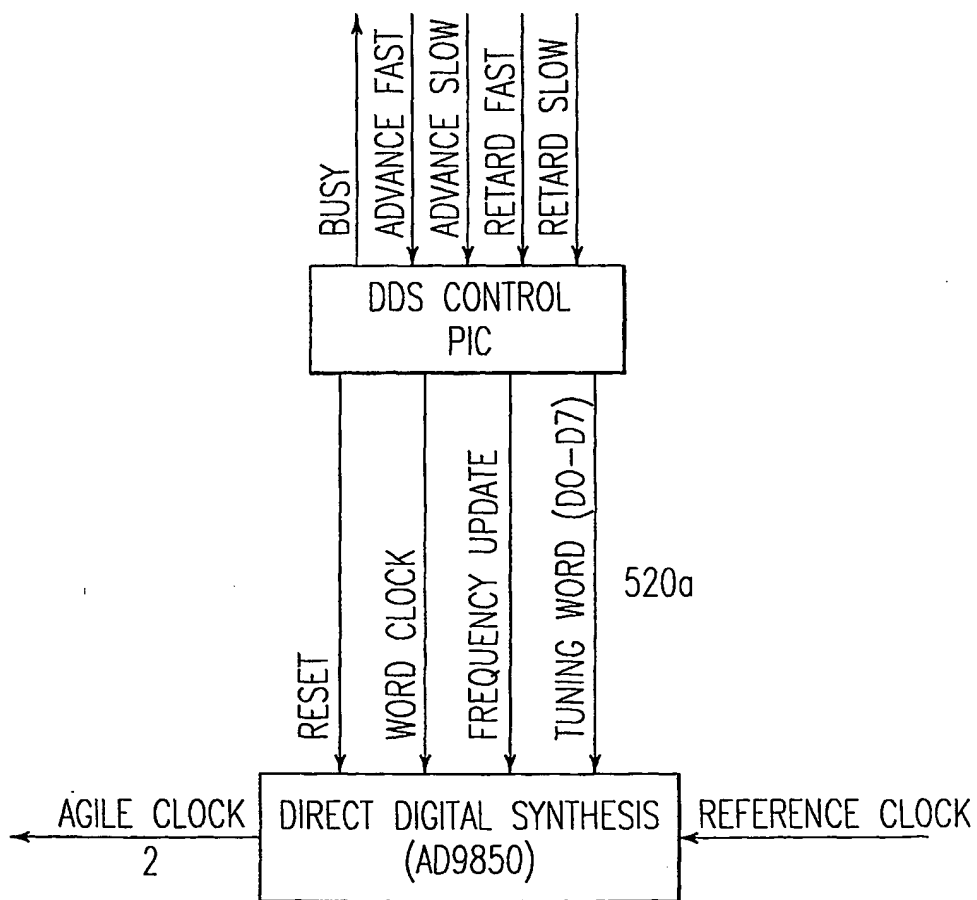 BUSY
ADVANCE FAST
ADVANCE SLOW
RETARD FAST
RETARD SLOW
DDS CONTROL
PIC
RESET
WORD CLOCK
FREQUENCY UPDATE
TUNING WORD (DO-D7)
520a
AGILE CLOCK
2
DIRECT DIGITAL SYNTHESIS
(AD9850)
REFERENCE CLOCK